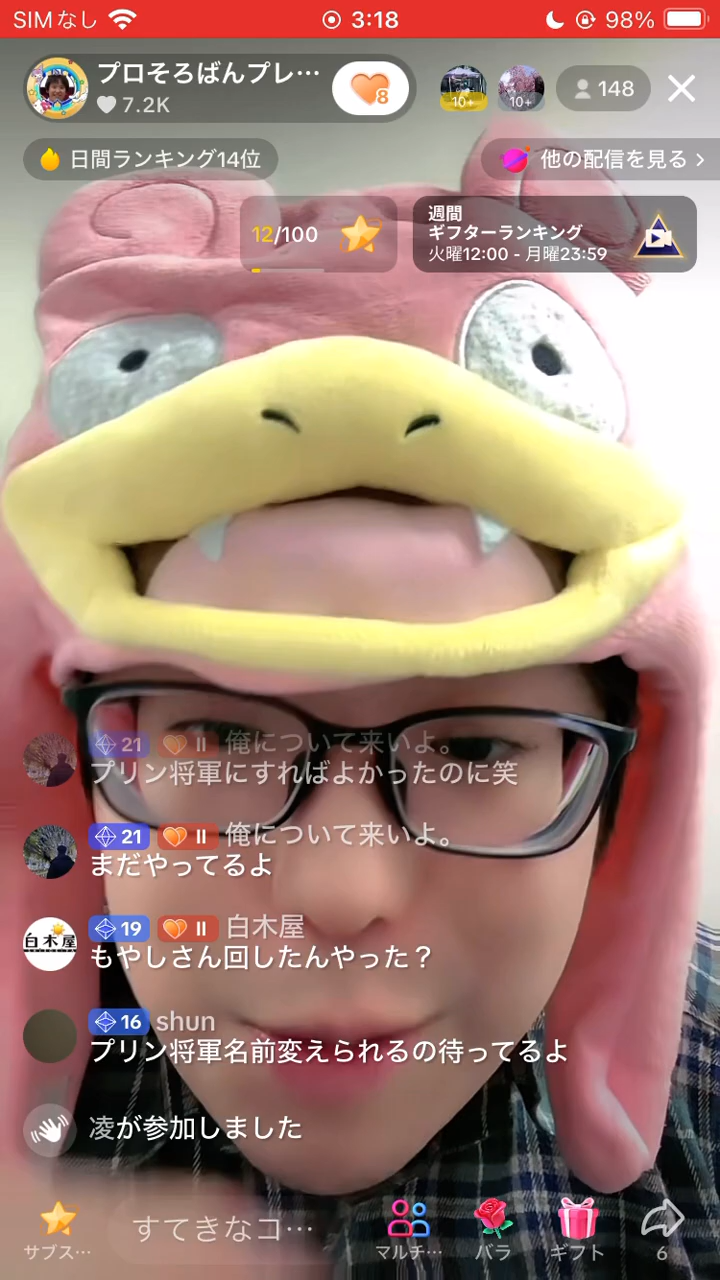 SIMなし 3:18 98%
プロそろばんプレ…
7.2K
8
10+
10+
148
日間ランキング14位
他の配信を見る
12/100
週間
ギフターランキング
火曜12:00 - 月曜23:59
21 II 俺について来いよ。
プリン将軍にすればよかったのに笑
21 II 俺について来いよ。
まだやってるよ
白木屋
19 II 白木屋
もやしさん回したんやった？
16 shun
プリン将軍名前変えられるの待ってるよ
凌が参加しました
すてきなコ…
サブス… マルチ… バラ ギフト 6